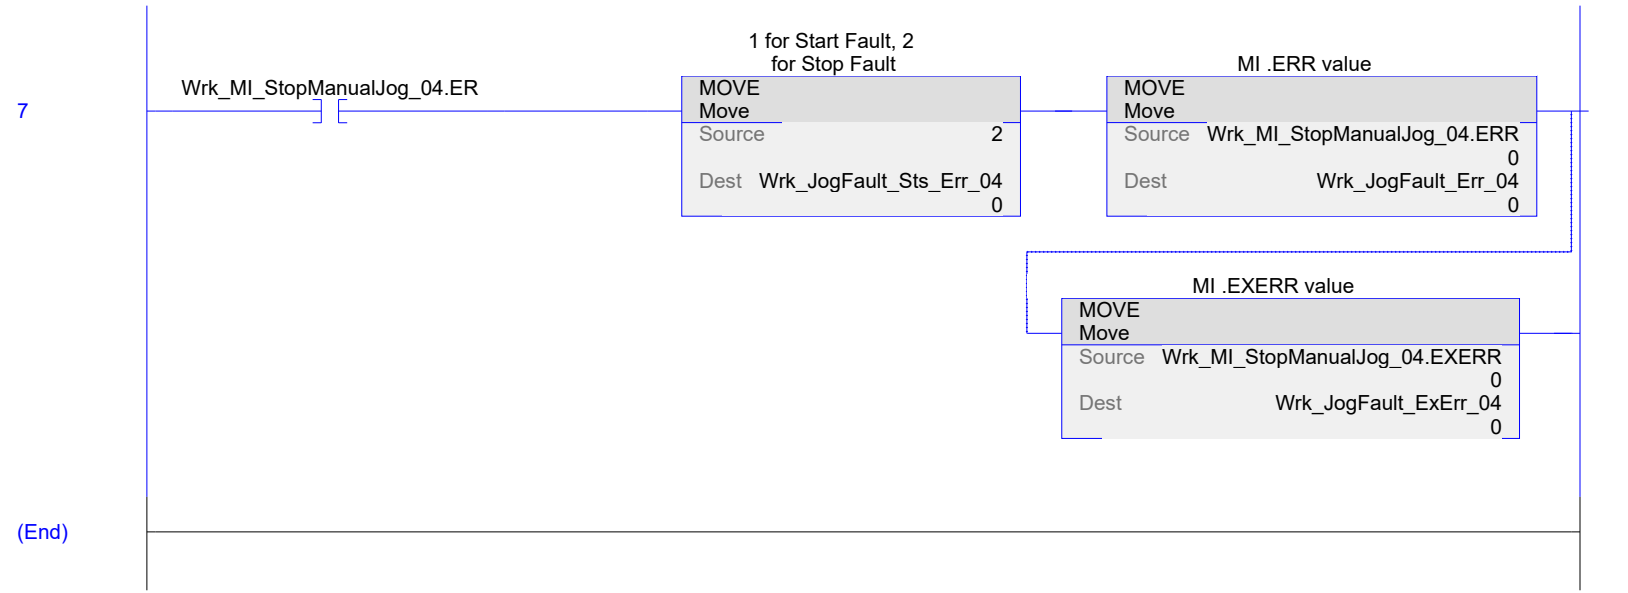 1 for Start Fault, 2
for Stop Fault
MI .ERR value
Wrk_MI_StopManualJog_04.ER
7
MOVE
Move
Source 2
Dest Wrk_JogFault_Sts_Err_04
0
MOVE
Move
Source Wrk_MI_StopManualJog_04.ERR
0
Dest Wrk_JogFault_Err_04
0
MI .EXERR value
MOVE
Move
Source Wrk_MI_StopManualJog_04.EXERR
0
Dest Wrk_JogFault_ExErr_04
0
(End)